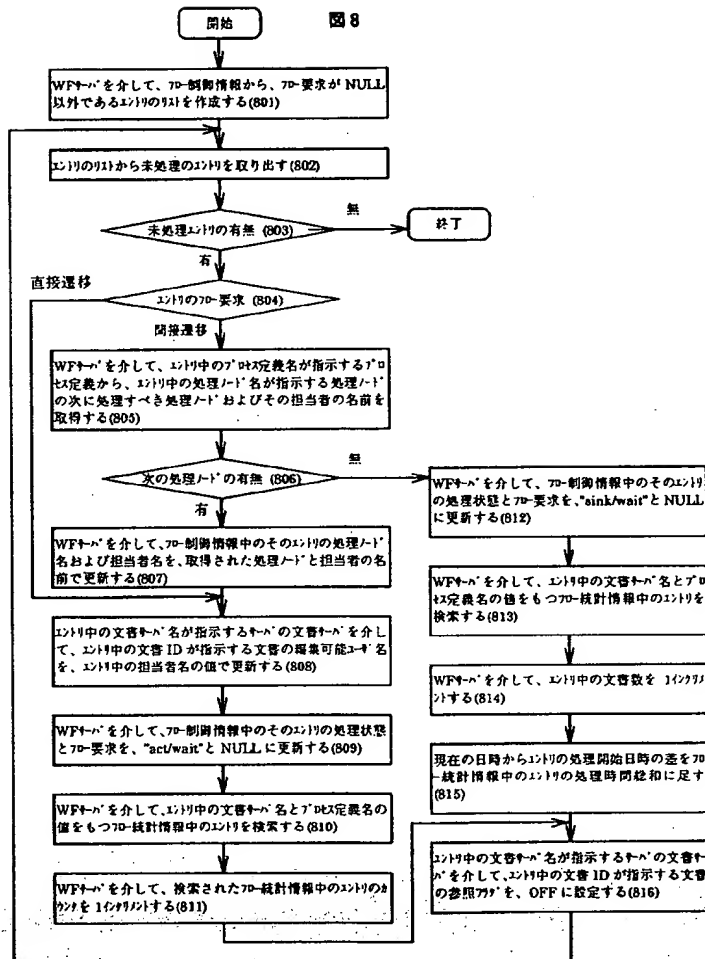 図8
開始
WFｻｰﾊﾞを介して、ﾌﾛｰ制御情報から、ﾌﾛｰ要求が NULL
以外であるｴﾝﾄﾘのリストを作成する(801)
ｴﾝﾄﾘのリストから未処理のエントリを取り出す(802)
未処理ｴﾝﾄﾘの有無 (803)
無
終了
有
直接遷移
ｴﾝﾄﾘのﾌﾛｰ要求 (804)
間接遷移
WFｻｰﾊﾞを介して、エントリ中のﾌﾟﾛｾｽ定義名が指示するﾌﾟﾛ
ｾｽ定義から、エントリ中の処理ﾉｰﾄﾞ名が指示する処理ﾉｰﾄﾞ
の次に処理すべき処理ﾉｰﾄﾞおよびその担当者の名前を
取得する(805)
次の処理ﾉｰﾄﾞの有無 (806)
無
有
WFｻｰﾊﾞを介して、ﾌﾛｰ制御情報中のそのエントリの処理ﾉｰﾄﾞ
名および担当者名を、取得された処理ﾉｰﾄﾞと担当者の名
前で更新する(807)
エントリ中の文書ｻｰﾊﾞ名が指示するｻｰﾊﾞの文書ｻｰﾊﾞを介し
て、エントリ中の文書 ID が指示する文書の編集可能ﾕｰｻﾞ名
を、エントリ中の担当者名の値で更新する(808)
WFｻｰﾊﾞを介して、ﾌﾛｰ制御情報中のそのエントリの処理状態
とﾌﾛｰ要求を、"act/wait"と NULL に更新する(809)
WFｻｰﾊﾞを介して、エントリ中の文書ｻｰﾊﾞ名とﾌﾟﾛｾｽ定義名の
値をもつﾌﾛｰ統計情報中のエントリを検索する(810)
WFｻｰﾊﾞを介して、検索されたﾌﾛｰ統計情報中のエントリのｶ
ｳﾝﾀを 1ｲﾝｸﾘﾒﾝﾄする(811)
WFｻｰﾊﾞを介して、ﾌﾛｰ制御情報中のそのエントリ
の処理状態とﾌﾛｰ要求を、"sink/wait"と NULL
に更新する(812)
WFｻｰﾊﾞを介して、エントリ中の文書ｻｰﾊﾞ名とﾌﾟﾛ
ｾｽ定義名の値をもつﾌﾛｰ統計情報中のエントリを
検索する(813)
WFｻｰﾊﾞを介して、エントリ中の文書数を 1ｲﾝｸﾘﾒ
ﾝﾄする(814)
現在の日時からエントリの処理開始日時の差をﾌﾛ
ｰ統計情報中のエントリの処理時間総和に足す
(815)
エントリ中の文書ｻｰﾊﾞ名が指示するｻｰﾊﾞの文書ｻｰ
ﾊﾞを介して、エントリ中の文書 ID が指示する文書
の参照ﾌﾗｸﾞを、OFF に設定する(816)